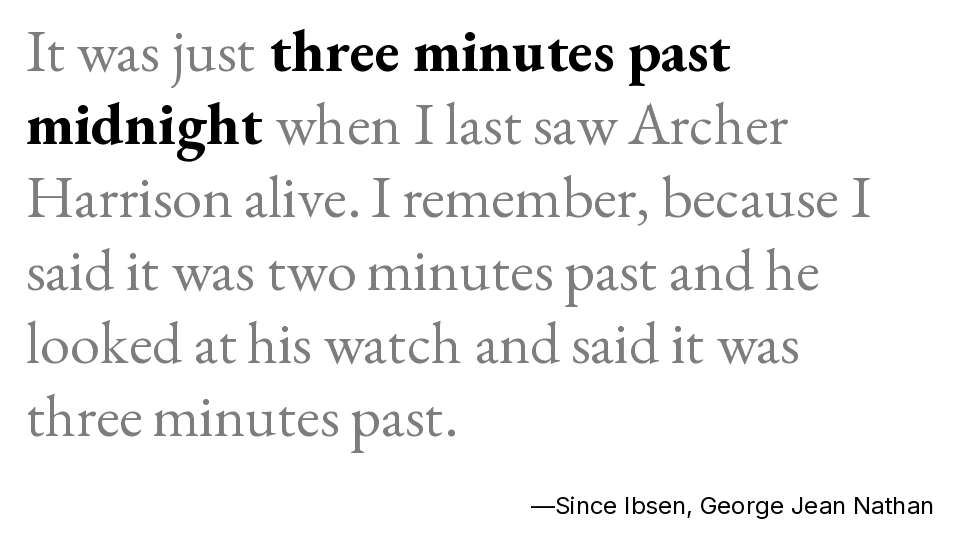 It was just three minutes past
midnight when I last saw Archer
Harrison alive. I remember, because I
said it was two minutes past and he
looked at his watch and said it was
three minutes past.
—Since Ibsen, George Jean Nathan